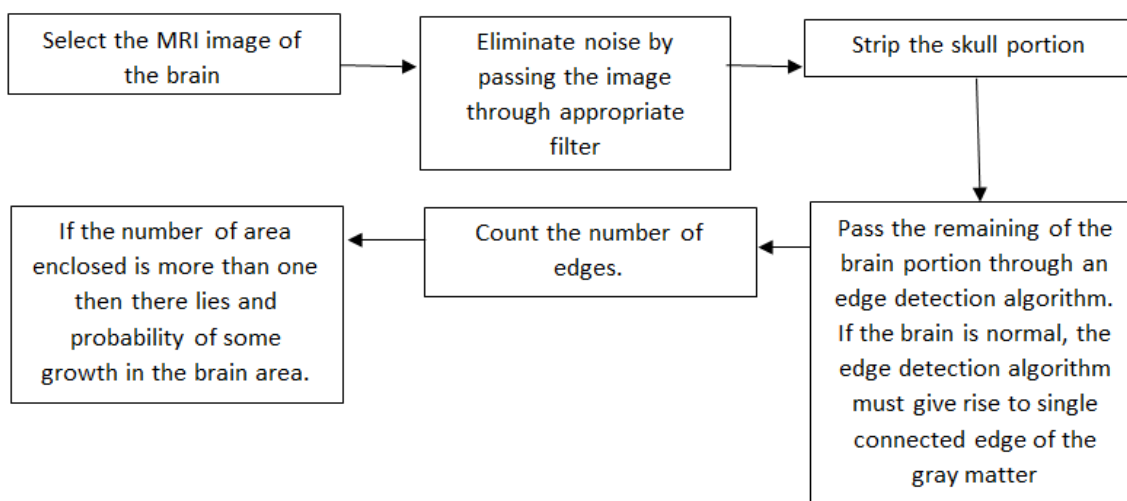 Select the MRI image of
the brain
Eliminate noise by
passing the image
through appropriate
filter
Strip the skull portion
Pass the remaining of the
brain portion through an
edge detection algorithm.
If the brain is normal, the
edge detection algorithm
must give rise to single
connected edge of the
gray matter
Count the number of
edges.
If the number of area
enclosed is more than one
then there lies and
probability of some
growth in the brain area.